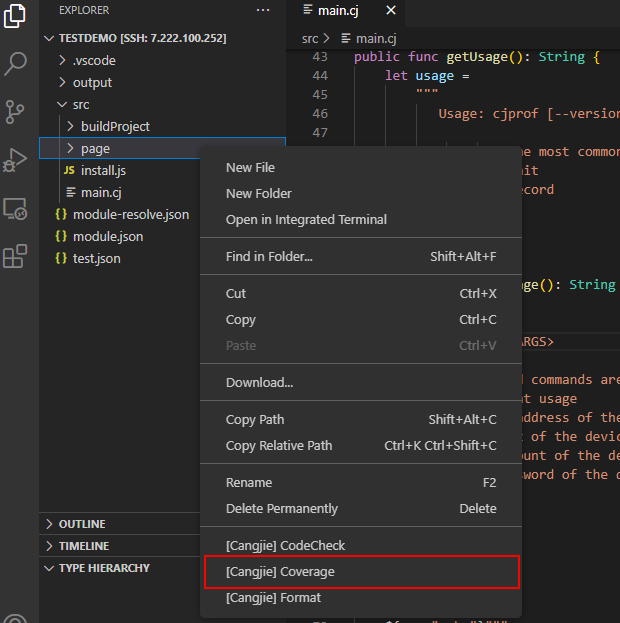 EXPLORER
...
TESTDEMO [SSH: 7.222.100.252]
.vscode
output
src
buildProject
page
JS install.js
main.cj
{} module-resolve.json
{} module.json
{} test.json
OUTLINE
TIMELINE
TYPE HIERARCHY
main.cj
src > main.cj
43 public func getUsage(): String {
44 let usage =
45 """
46 Usage: cjprof [--version
47
e most common
it
ecord
ge(): String
ARGS>
d commands are
t usage
ddress of the
t of the devic
ount of the de
sword of the d
New File
New Folder
Open in Integrated Terminal
Find in Folder... Shift+Alt+F
Cut Ctrl+X
Copy Ctrl+C
Paste Ctrl+V
Download...
Copy Path Shift+Alt+C
Copy Relative Path Ctrl+K Ctrl+Shift+C
Rename F2
Delete Permanently Delete
[Cangjie] CodeCheck
[Cangjie] Coverage
[Cangjie] Format